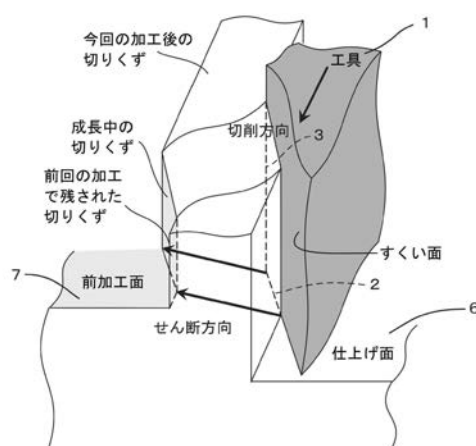 今回の加工後の
切りくず
1
工具
切削方向
3
成長中の
切りくず
前回の加工
で残された
切りくず
すくい面
7
前加工面
2
せん断方向
6
仕上げ面